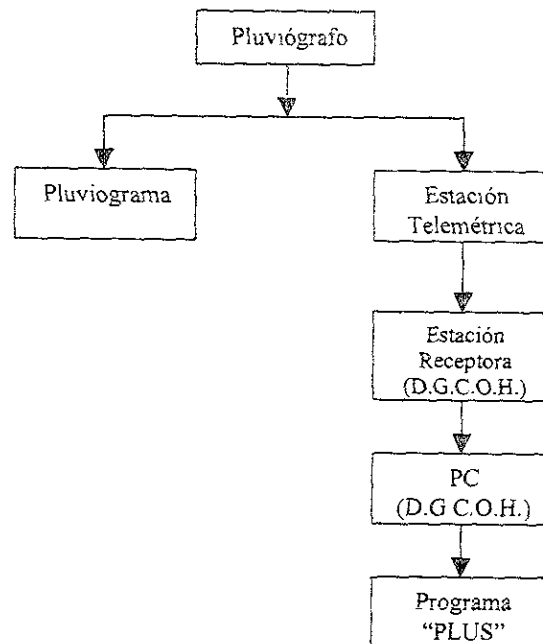 Pluviógrafo
Pluviograma
Estación
Telemétrica
Estación
Receptora
(D.G.C.O.H.)
PC
(D.G C.O.H.)
Programa
“PLUS”